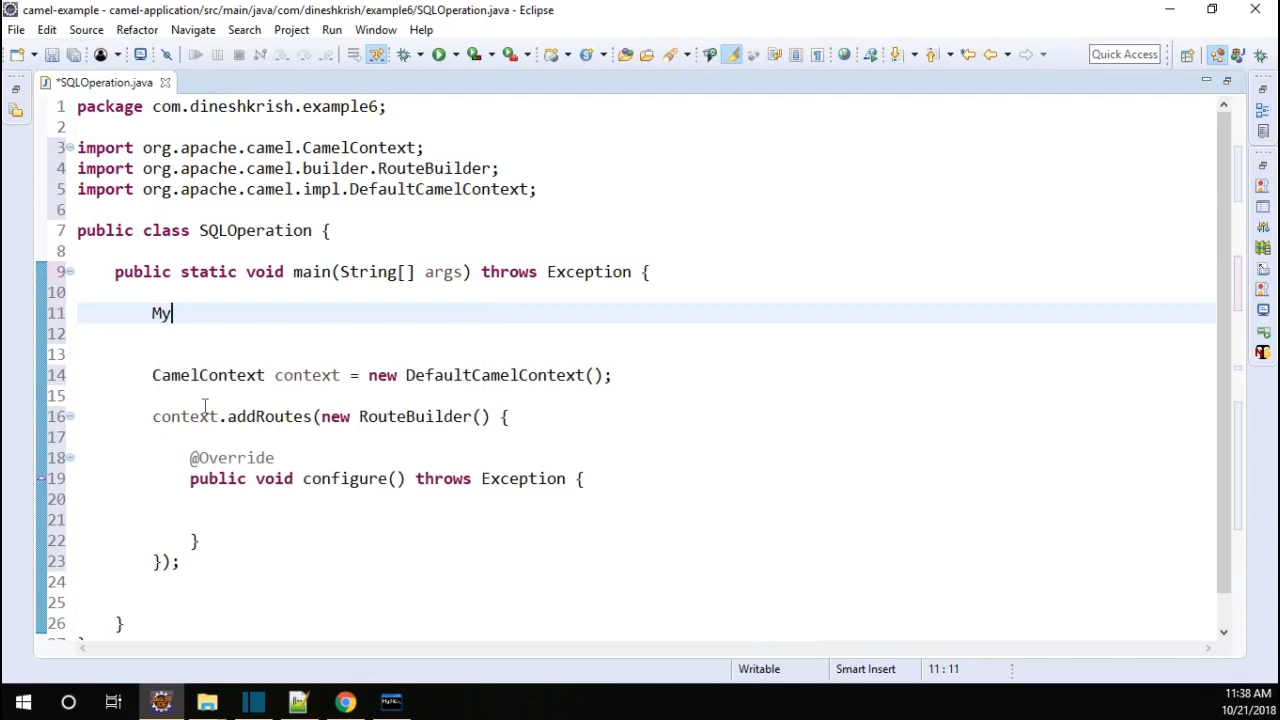 camel-example - camel-application/src/main/java/com/dineshkrish/example6/SQLOperation.java - Eclipse
File Edit Source Refactor Navigate Search Project Run Window Help
Quick Access
*SQLOperation.java
1 package com.dineshkrish.example6;
2
3 import org.apache.camel.CamelContext;
4 import org.apache.camel.builder.RouteBuilder;
5 import org.apache.camel.impl.DefaultCamelContext;
6
7 public class SQLOperation {
8
9 public static void main(String[] args) throws Exception {
10
11 My
12
13
14 CamelContext context = new DefaultCamelContext();
15
16 context.addRoutes(new RouteBuilder() {
17
18 @Override
19 public void configure() throws Exception {
20
21
22 }
23 });
24
25
26 }
Writable Smart Insert 11 : 11
11:38 AM
10/21/2018